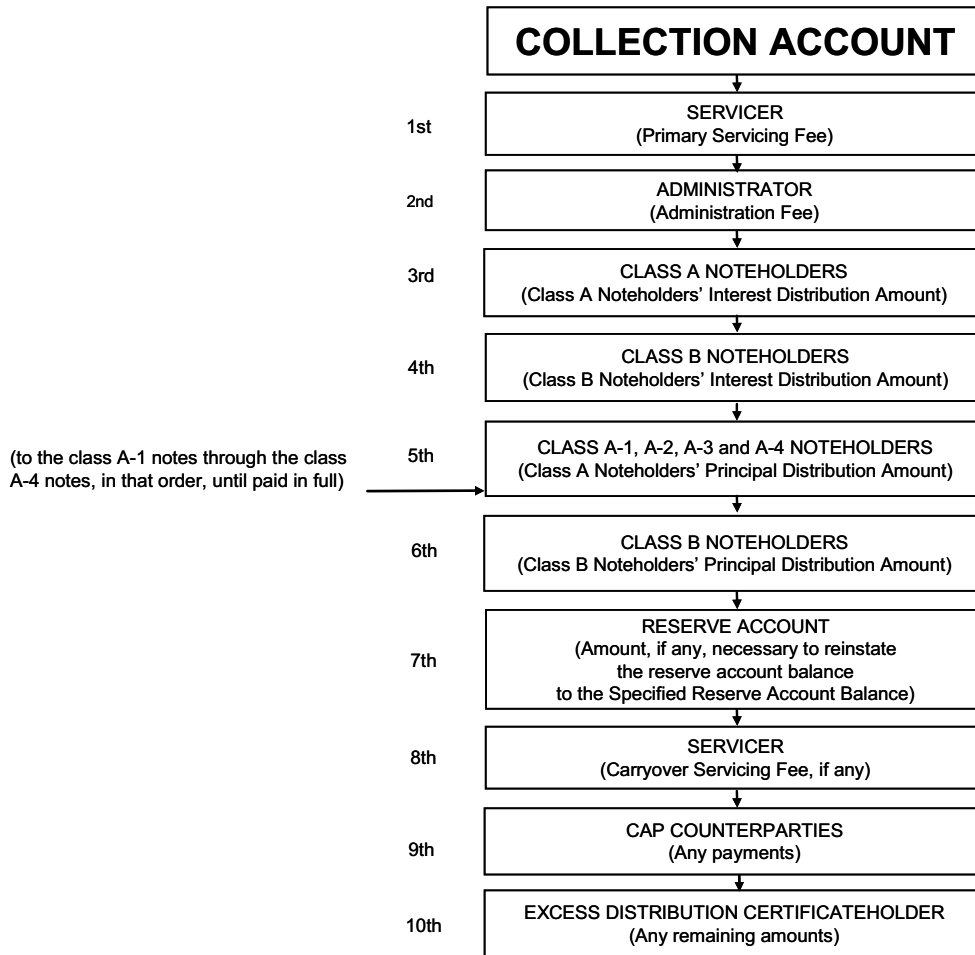 COLLECTION ACCOUNT
1st
SERVICER
(Primary Servicing Fee)
2nd
ADMINISTRATOR
(Administration Fee)
3rd
CLASS A NOTEHOLDERS
(Class A Noteholders’ Interest Distribution Amount)
4th
CLASS B NOTEHOLDERS
(Class B Noteholders’ Interest Distribution Amount)
(to the class A-1 notes through the class
A-4 notes, in that order, until paid in full)
5th
CLASS A-1, A-2, A-3 and A-4 NOTEHOLDERS
(Class A Noteholders’ Principal Distribution Amount)
6th
CLASS B NOTEHOLDERS
(Class B Noteholders’ Principal Distribution Amount)
7th
RESERVE ACCOUNT
(Amount, if any, necessary to reinstate
the reserve account balance
to the Specified Reserve Account Balance)
8th
SERVICER
(Carryover Servicing Fee, if any)
9th
CAP COUNTERPARTIES
(Any payments)
10th
EXCESS DISTRIBUTION CERTIFICATEHOLDER
(Any remaining amounts)